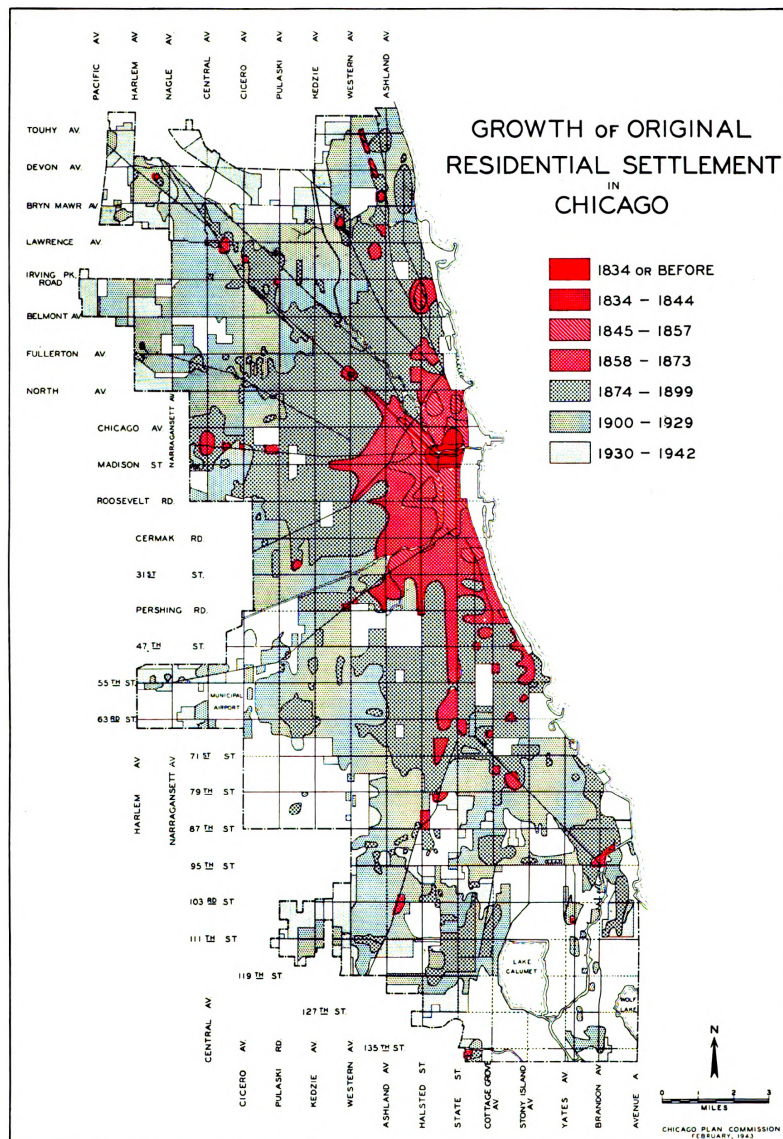 PACIFIC AV
HARLEM AV
NAGLE AV
CENTRAL AV
CICERO AV
PULASKI AV
KEDZIE AV
WESTERN AV
ASHLAND AV
GROWTH OF ORIGINAL
RESIDENTIAL SETTLEMENT
IN
CHICAGO
1834 OR BEFORE
1834 – 1844
1845 – 1857
1858 – 1873
1874 – 1899
1900 – 1929
1930 – 1942
TOUHY AV.
DEVON AV.
BRYN MAWR AV.
LAWRENCE AV.
IRVING PK.
ROAD
BELMONT AV.
FULLERTON AV.
NORTH AV.
NARRAGANSETT AV
CHICAGO AV.
MADISON ST.
ROOSEVELT RD.
CERMAK RD.
31ST ST.
PERSHING RD.
47TH ST.
55TH ST.
MUNICIPAL
AIRPORT
63RD ST.
HARLEM AV
NARRAGANSETT AV
71ST ST
79TH ST
87TH ST
95TH ST
103RD ST
111TH ST
119TH ST
127TH ST.
135TH ST.
LAKE
CALUMET
WOLF
LAKE
CENTRAL AV.
CICERO AV.
PULASKI RD
KEDZIE AV.
WESTERN AV.
ASHLAND AV
HALSTED ST
STATE ST.
COTTAGE GROVE
AV
STONY ISLAND
AV
YATES AV.
BRANDON AV.
AVENUE A
N
0 1 2 3
MILES
CHICAGO PLAN COMMISSION
FEBRUARY, 1943